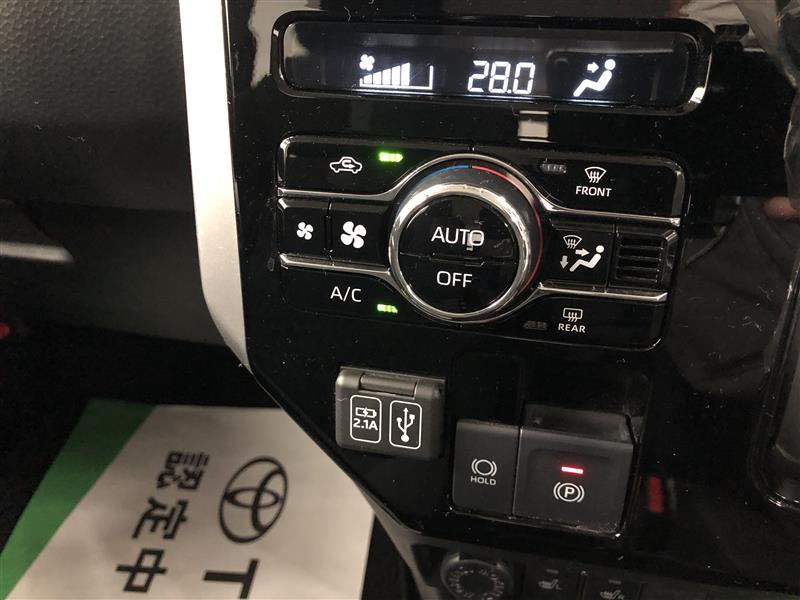 28.0
FRONT
AUTO
OFF
A/C
REAR
2.1A
HOLD
P
認定中
T